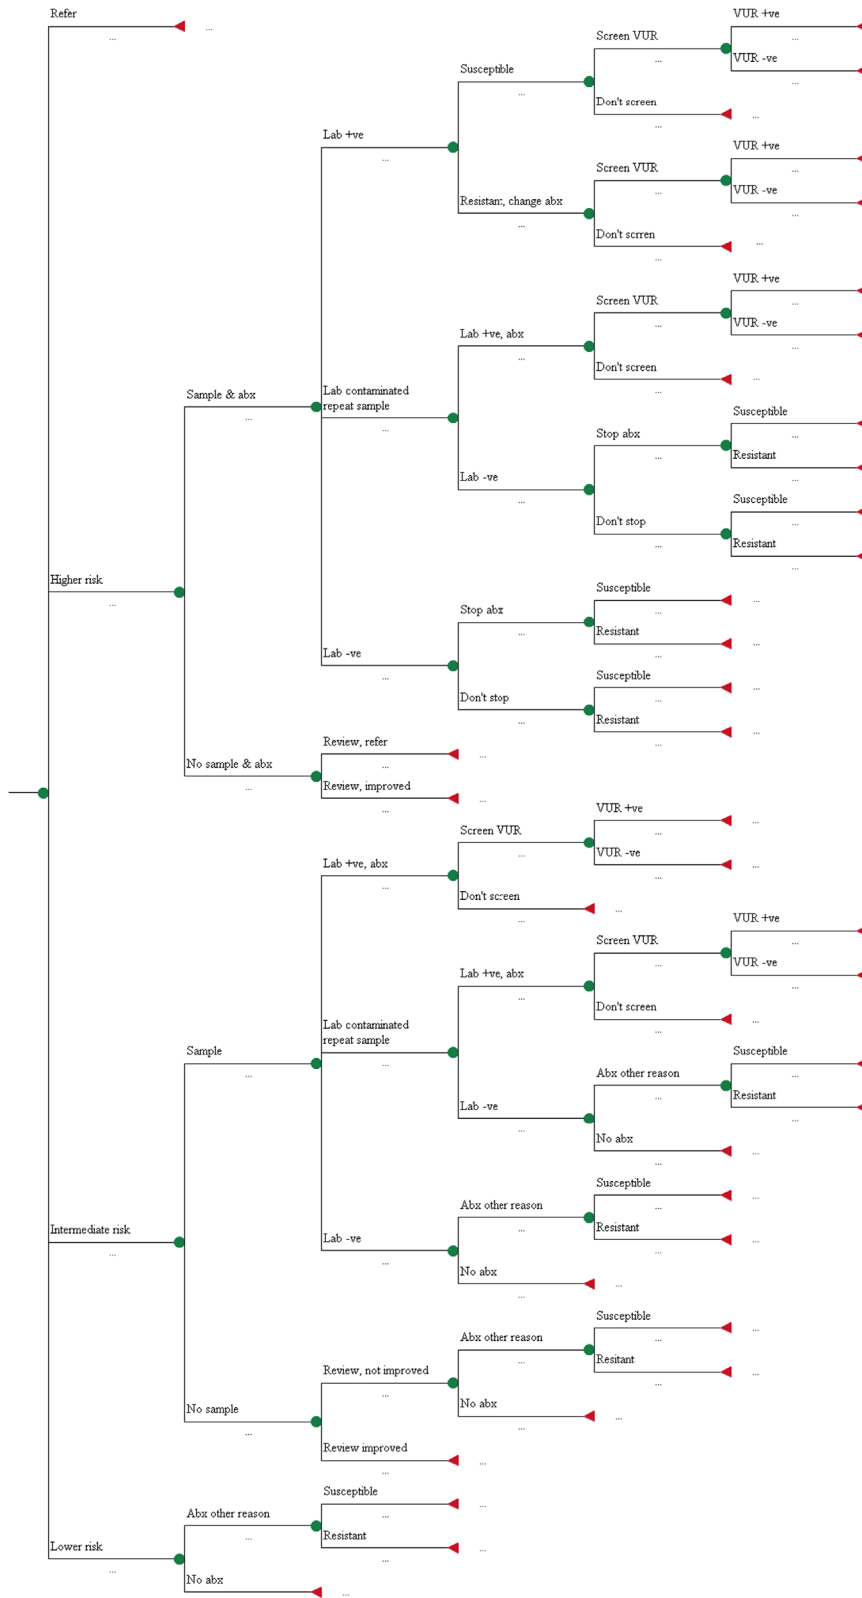 Refer
...
...
VUR +ve
...
VUR -ve
...
Screen VUR
...
Don't screen
...
...
Susceptible
...
Lab +ve
...
VUR +ve
...
VUR -ve
...
Screen VUR
...
Resistant, change abx
...
Don't scrren
...
...
VUR +ve
...
VUR -ve
...
Screen VUR
...
Lab +ve, abx
...
Don't screen
...
...
Sample & abx
...
Lab contaminated
repeat sample
...
Susceptible
...
Resistant
...
Stop abx
...
Lab -ve
...
Susceptible
...
Resistant
...
Don't stop
...
Higher risk
...
Susceptible
...
...
Resistant
...
...
Stop abx
...
Lab -ve
...
Susceptible
...
...
Resistant
...
...
Don't stop
...
No sample & abx
...
Review, refer
...
...
Review, improved
...
...
VUR +ve
...
...
VUR -ve
...
...
Screen VUR
...
Lab +ve, abx
...
Don't screen
...
...
VUR +ve
...
VUR -ve
...
Screen VUR
...
Lab +ve, abx
...
Don't screen
...
...
Sample
...
Lab contaminated
repeat sample
...
Susceptible
...
Resistant
...
Abx other reason
...
Lab -ve
...
No abx
...
...
Susceptible
...
...
Resistant
...
...
Abx other reason
...
Lab -ve
...
No abx
...
...
Intermediate risk
...
Susceptible
...
...
Resitant
...
...
Abx other reason
...
Review, not improved
...
No abx
...
...
No sample
...
Review improved
...
...
Susceptible
...
...
Resistant
...
...
Abx other reason
...
Lower risk
...
No abx
...
...